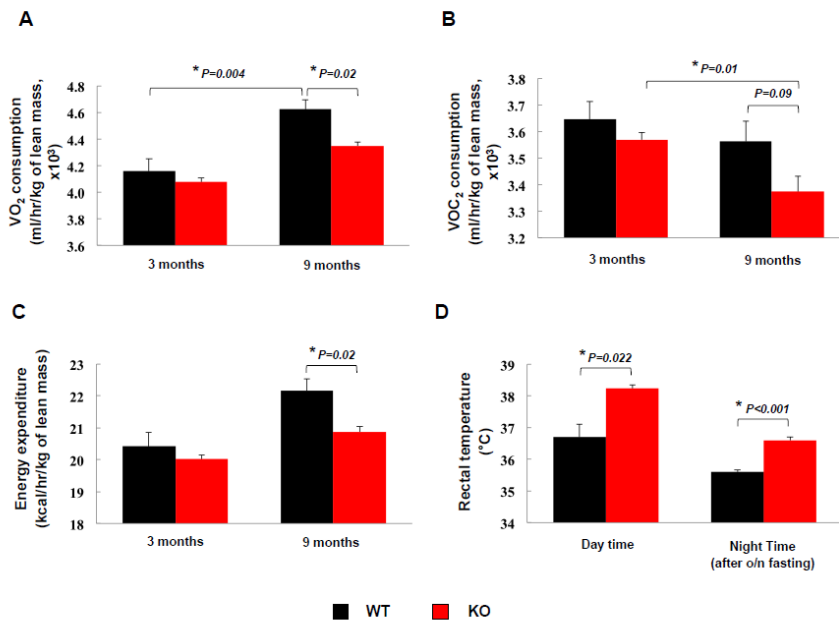 A
* P=0.004
* P=0.02
VO2 consumption
(ml/hr/kg of lean mass,
x10³)
4.8
4.6
4.4
4.2
4.0
3.8
3.6
3 months
9 months
B
* P=0.01
P=0.09
VOC2 consumption
(ml/hr/kg of lean mass,
x10³)
3.8
3.7
3.6
3.5
3.4
3.3
3.2
3 months
9 months
C
* P=0.02
Energy expenditure
(kcal/hr/kg of lean mass)
23
22
21
20
19
18
3 months
9 months
D
* P=0.022
* P<0.001
Rectal temperature
(°C)
39
38
37
36
35
34
Day time
Night Time
(after o/n fasting)
WT
KO